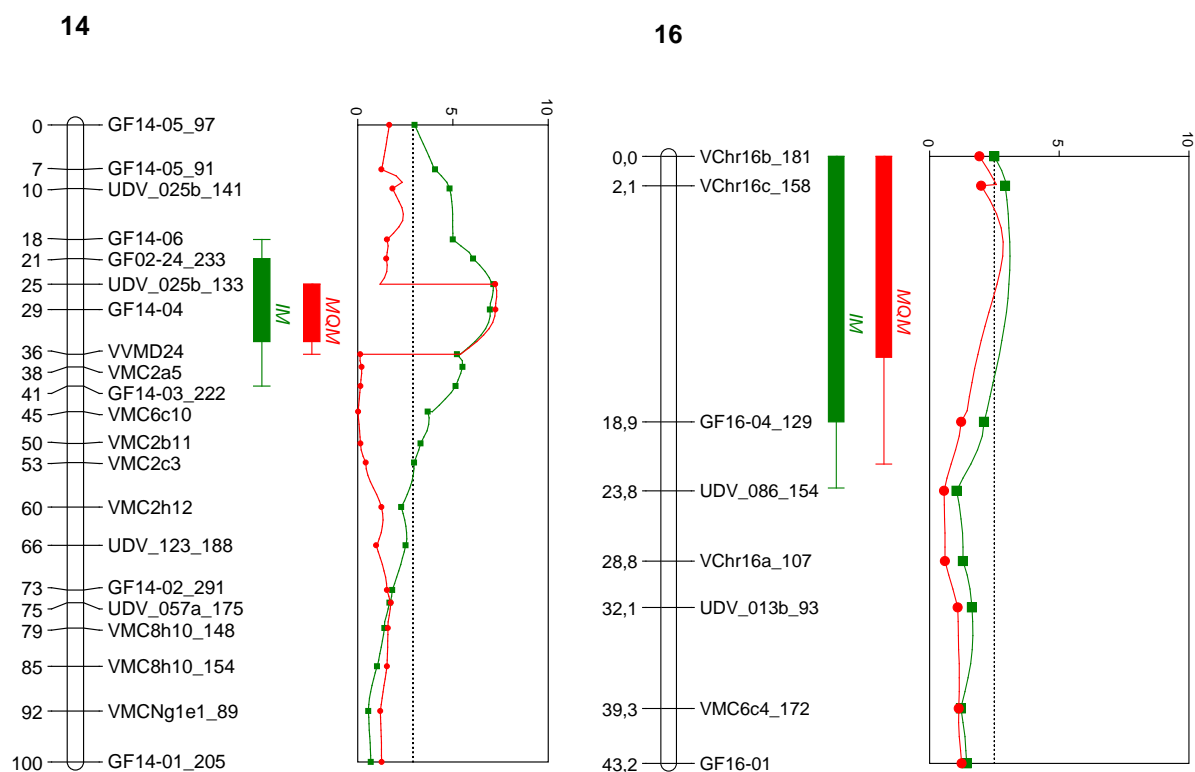 14
0 5 10
0 GF14-05_97
7 GF14-05_91
10 UDV_025b_141
18 GF14-06
21 GF02-24_233
25 UDV_025b_133
29 GF14-04
36 VVMD24
38 VMC2a5
41 GF14-03_222
45 VMC6c10
50 VMC2b11
53 VMC2c3
60 VMC2h12
66 UDV_123_188
73 GF14-02_291
75 UDV_057a_175
79 VMC8h10_148
85 VMC8h10_154
92 VMCNg1e1_89
100 GF14-01_205
IM
MQM
16
0 5 10
0,0 VChr16b_181
2,1 VChr16c_158
18,9 GF16-04_129
23,8 UDV_086_154
28,8 VChr16a_107
32,1 UDV_013b_93
39,3 VMC6c4_172
43,2 GF16-01
IM
MQM